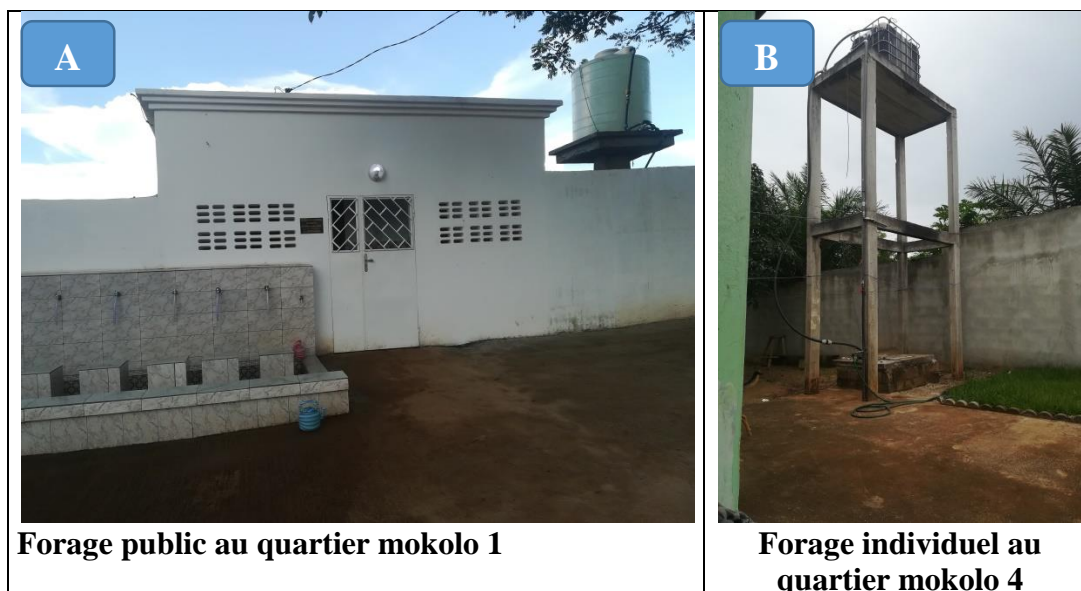 A
B
Forage public au quartier mokolo 1
Forage individuel au
quartier mokolo 4